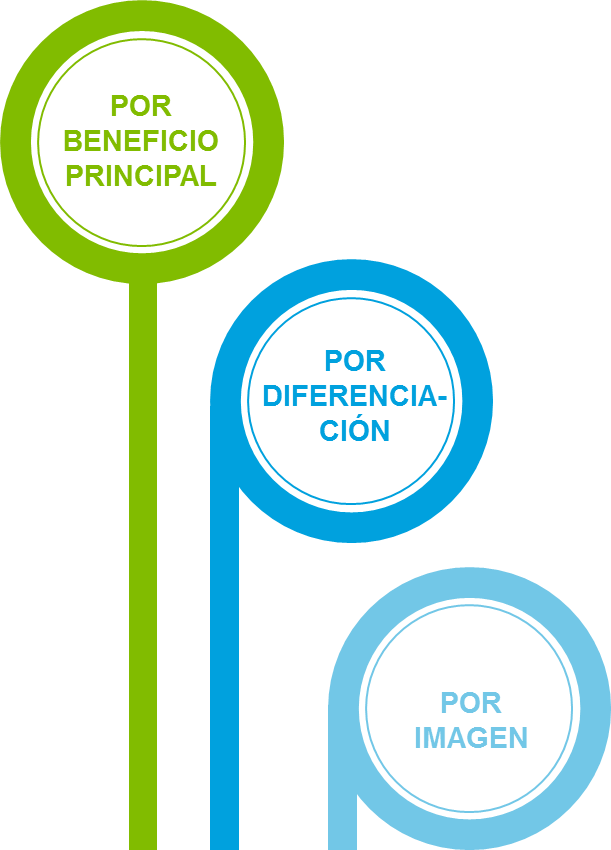 POR
BENEFICIO
PRINCIPAL
POR
DIFERENCIA-
CIÓN
POR
IMAGEN